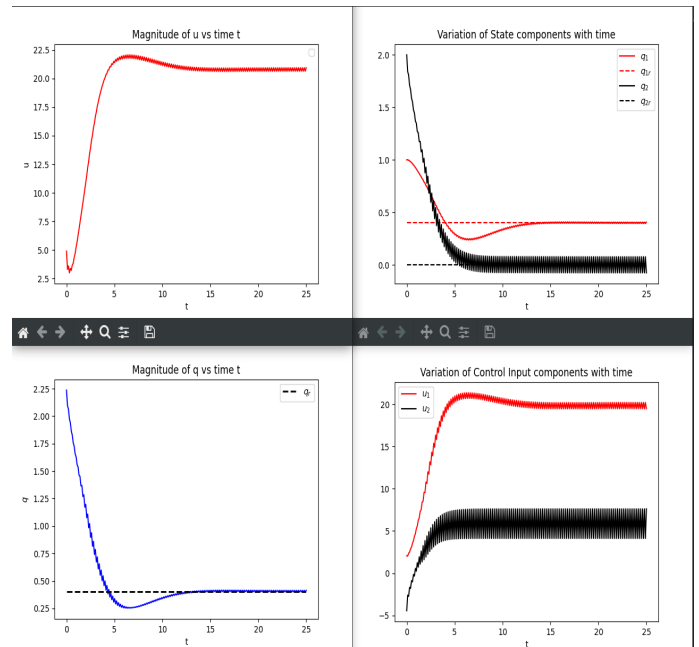 Magnitude of u vs time t
22.5
20.0
17.5
15.0
12.5
10.0
7.5
5.0
2.5
u
0 5 10 15 20 25
t
Variation of State components with time
2.0
1.5
1.0
0.5
0.0
q₁
q₁ᵣ
q₂
q₂ᵣ
0 5 10 15 20 25
t
Magnitude of q vs time t
2.25
2.00
1.75
1.50
1.25
1.00
0.75
0.50
0.25
q
qᵣ
0 5 10 15 20 25
t
Variation of Control Input components with time
20
15
10
5
0
−5
u₁
u₂
0 5 10 15 20 25
t